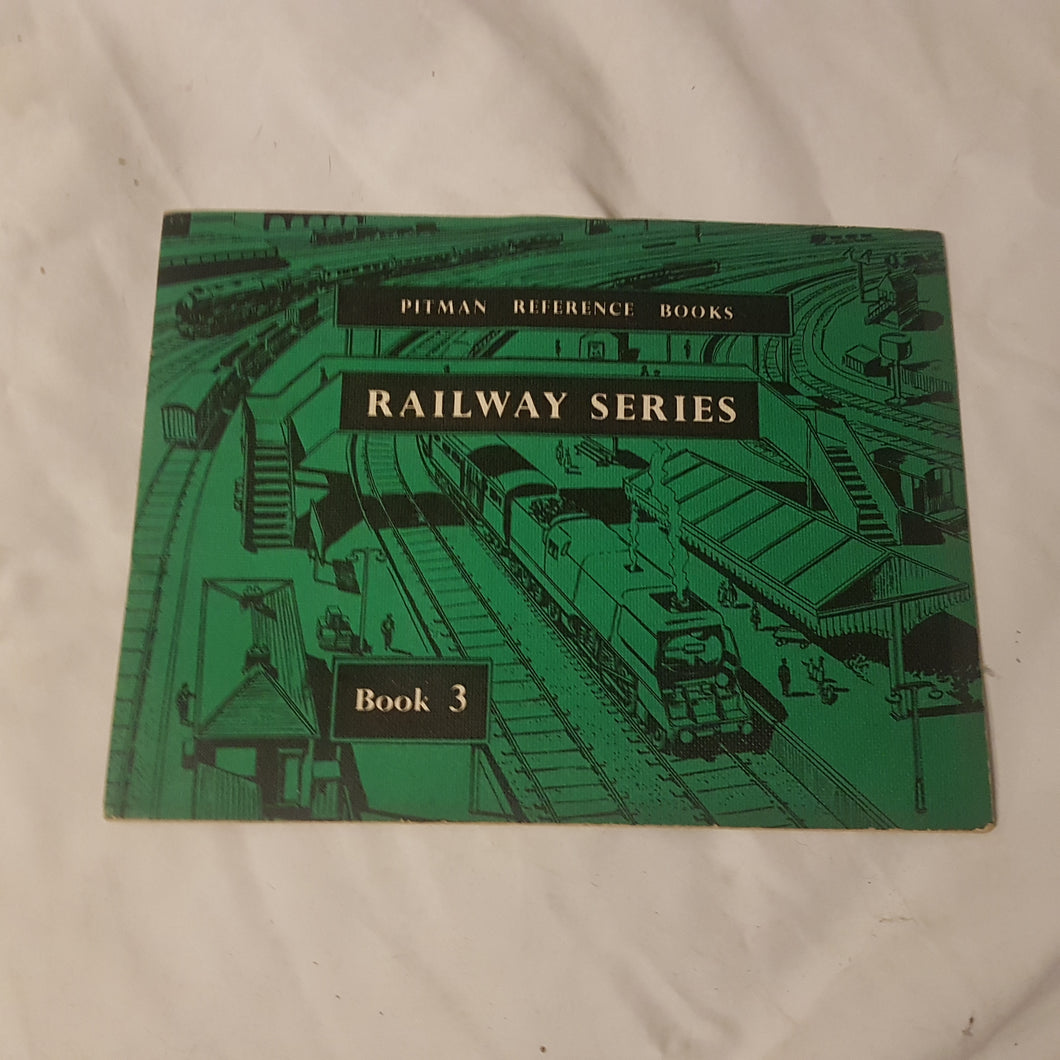 PITMAN REFERENCE BOOKS
RAILWAY SERIES
Book 3